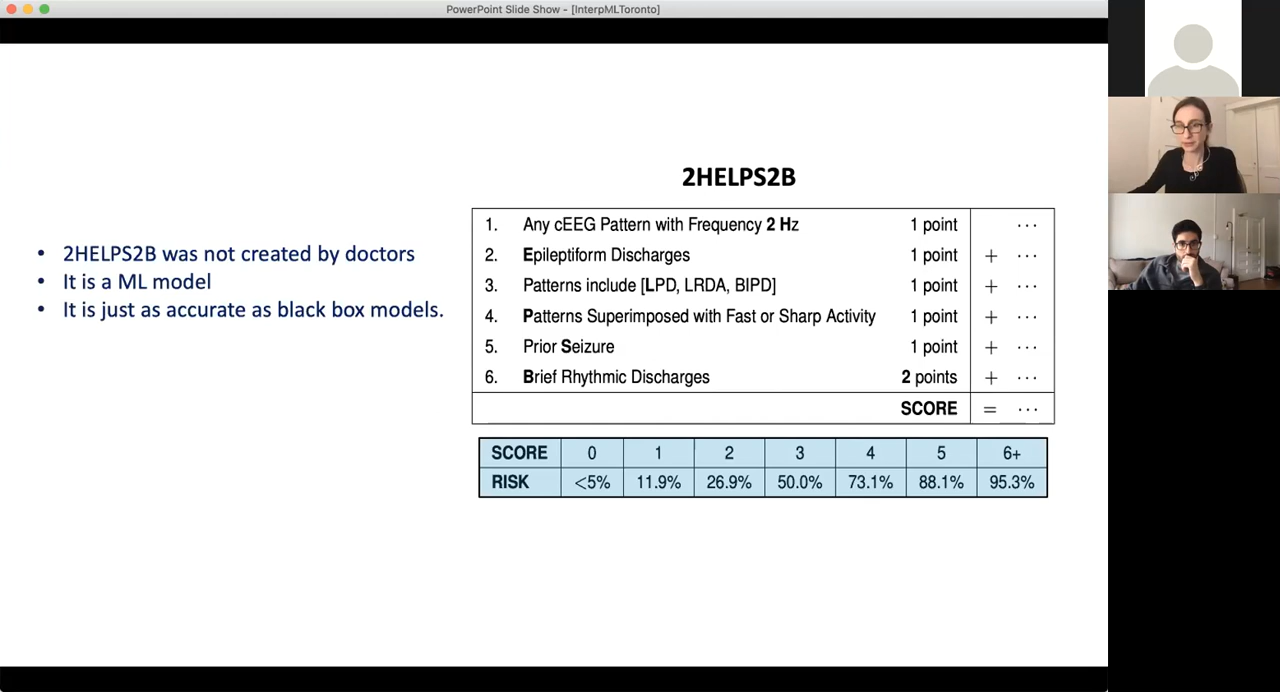 PowerPoint Slide Show - [InterpMLToronto]
2HELPS2B
• 2HELPS2B was not created by doctors
• It is a ML model
• It is just as accurate as black box models.
1. Any cEEG Pattern with Frequency 2 Hz 1 point ···
2. Epileptiform Discharges 1 point + ···
3. Patterns include [LPD, LRDA, BIPD] 1 point + ···
4. Patterns Superimposed with Fast or Sharp Activity 1 point + ···
5. Prior Seizure 1 point + ···
6. Brief Rhythmic Discharges 2 points + ···
SCORE = ···
SCORE 0 1 2 3 4 5 6+
RISK <5% 11.9% 26.9% 50.0% 73.1% 88.1% 95.3%